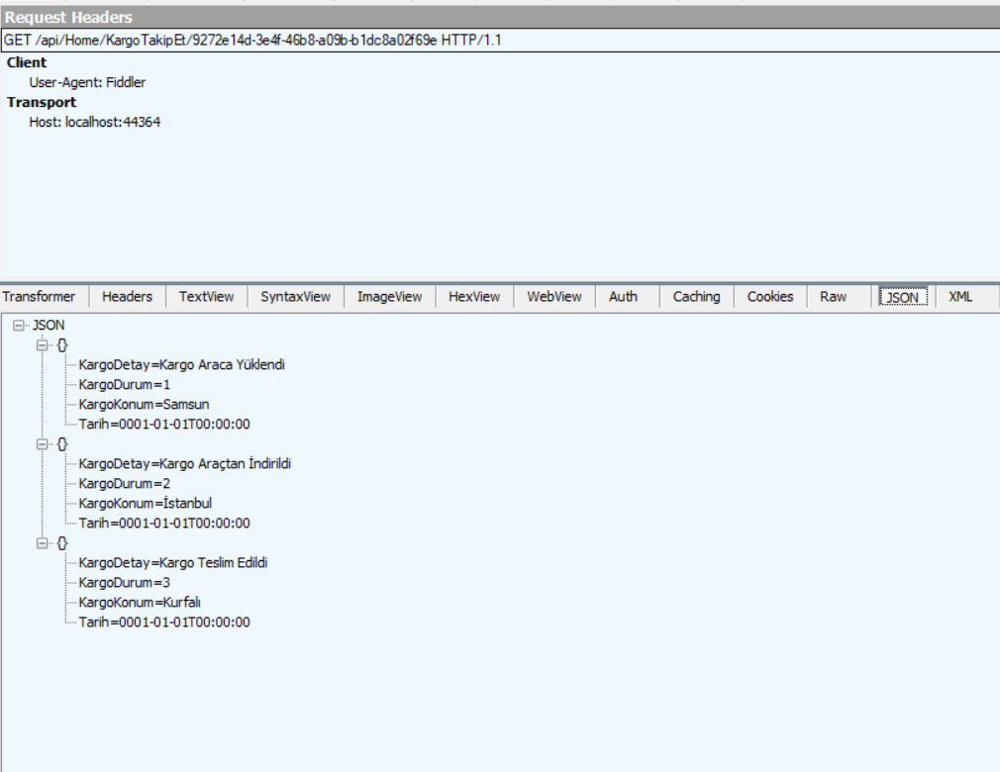 Request Headers
GET /api/Home/KargoTakipEt/9272e14d-3e4f-46b8-a09b-b1dc8a02f69e HTTP/1.1
Client
User-Agent: Fiddler
Transport
Host: localhost:44364
Transformer Headers TextView SyntaxView ImageView HexView WebView Auth Caching Cookies Raw JSON XML
JSON
{}
KargoDetay=Kargo Araca Yüklendi
KargoDurum=1
KargoKonum=Samsun
Tarih=0001-01-01T00:00:00
{}
KargoDetay=Kargo Araçtan İndirildi
KargoDurum=2
KargoKonum=İstanbul
Tarih=0001-01-01T00:00:00
{}
KargoDetay=Kargo Teslim Edildi
KargoDurum=3
KargoKonum=Kurfalı
Tarih=0001-01-01T00:00:00